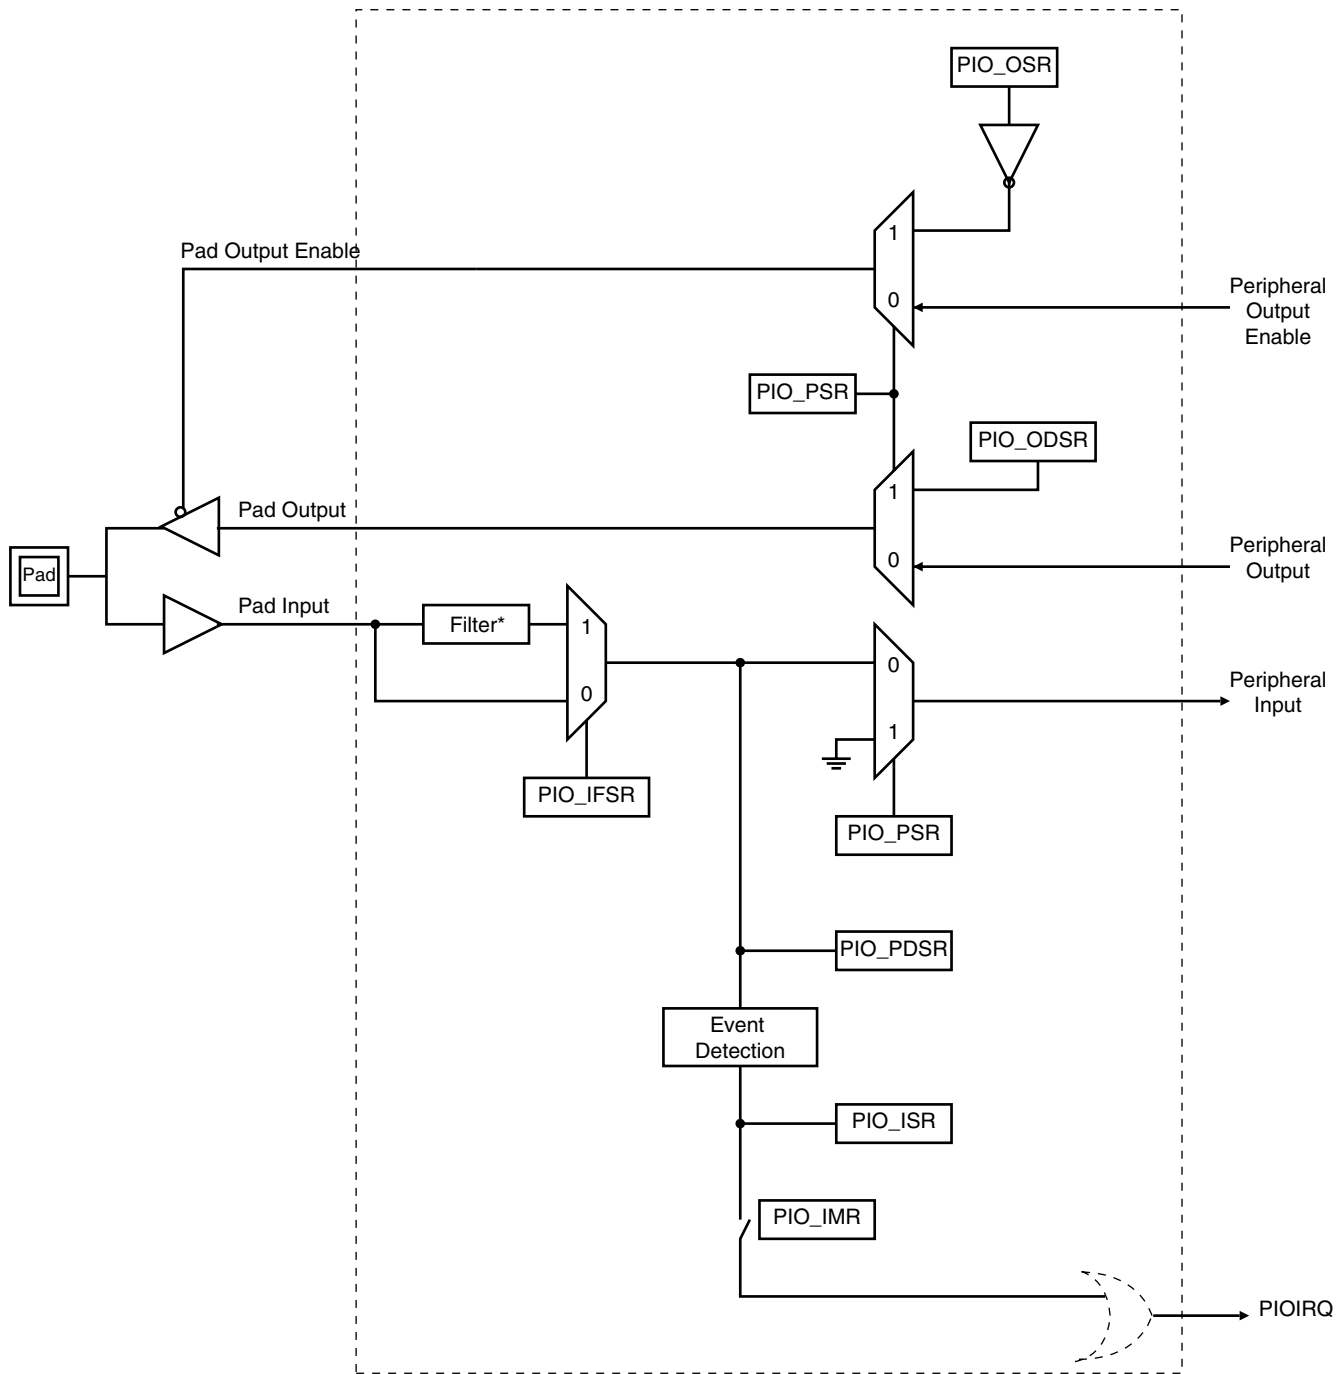 PIO_OSR
1
Pad Output Enable
0
Peripheral
Output
Enable
PIO_PSR
PIO_ODSR
1
Pad Output
0
Peripheral
Output
Pad
Pad Input
Filter*
1
0
0
1
Peripheral
Input
PIO_IFSR
PIO_PSR
PIO_PDSR
Event
Detection
PIO_ISR
PIO_IMR
PIOIRQ